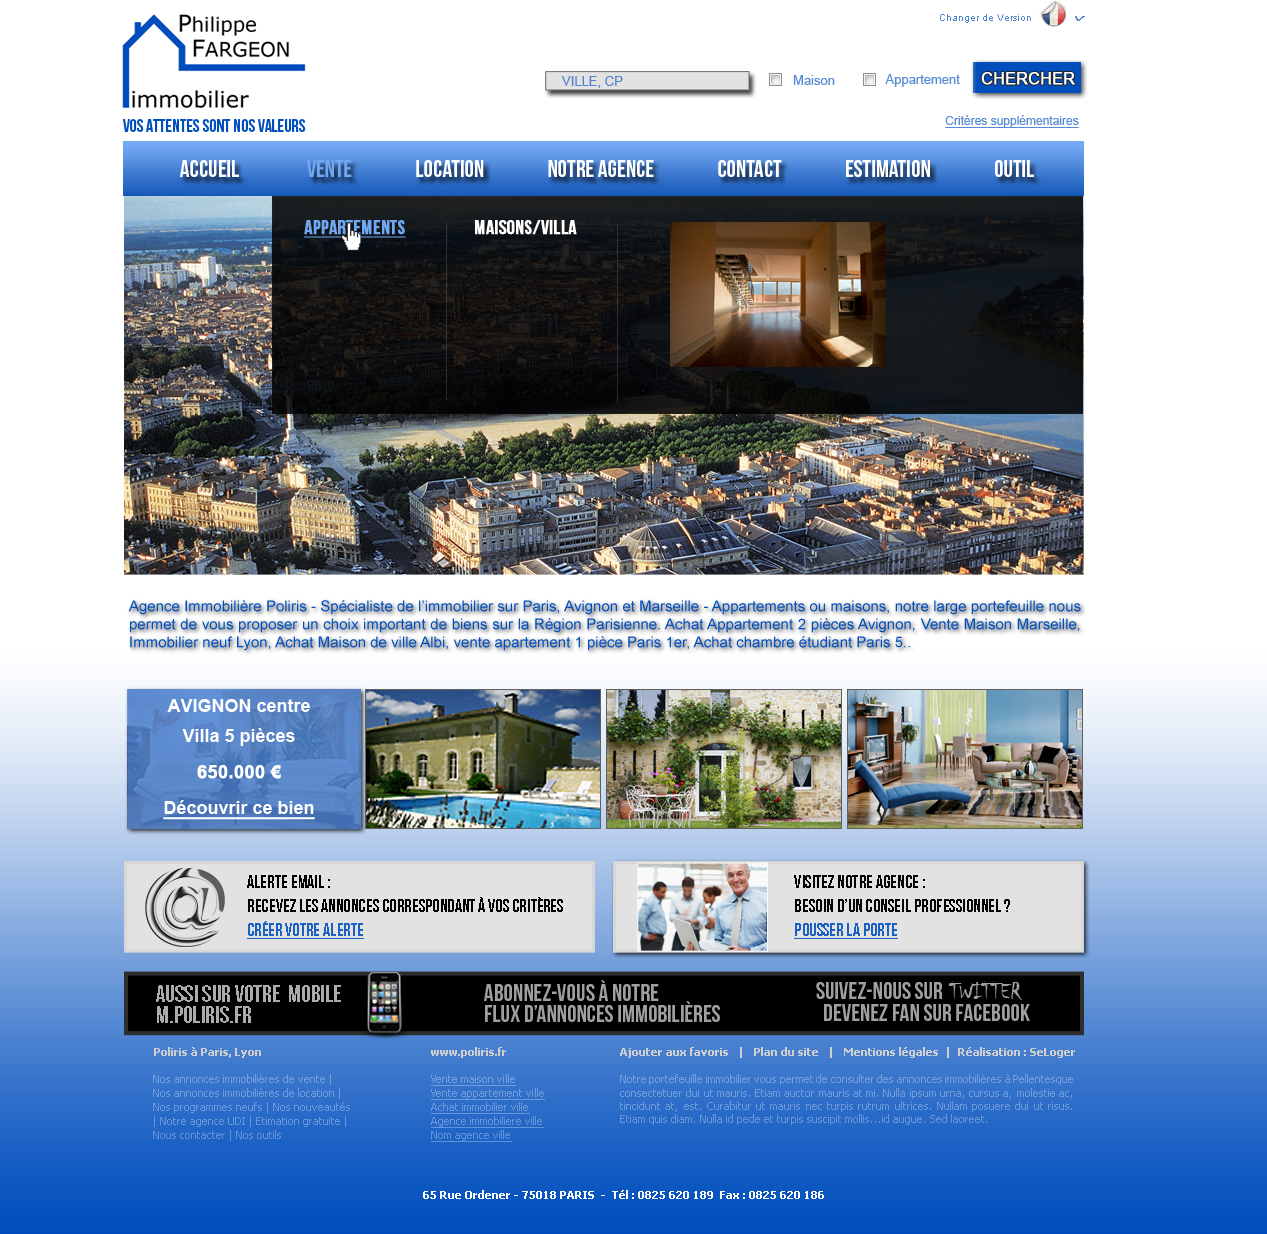 Philippe
FARGEON
immobilier
VOS ATTENTES SONT NOS VALEURS
Changer de Version
VILLE, CP
Maison
Appartement
CHERCHER
Critères supplémentaires
ACCUEIL
VENTE
LOCATION
NOTRE AGENCE
CONTACT
ESTIMATION
OUTIL
APPARTEMENTS
MAISONS/VILLA
Agence Immobilière Poliris - Spécialiste de l'immobilier sur Paris, Avignon et Marseille - Appartements ou maisons, notre large portefeuille nous
permet de vous proposer un choix important de biens sur la Région Parisienne. Achat Appartement 2 pièces Avignon, Vente Maison Marseille,
Immobilier neuf Lyon, Achat Maison de ville Albi, vente apartement 1 pièce Paris 1er, Achat chambre étudiant Paris 5..
AVIGNON centre
Villa 5 pièces
650.000 €
Découvrir ce bien
ALERTE EMAIL :
RECEVEZ LES ANNONCES CORRESPONDANT À VOS CRITÈRES
CRÉER VOTRE ALERTE
VISITEZ NOTRE AGENCE :
BESOIN D'UN CONSEIL PROFESSIONNEL ?
POUSSER LA PORTE
AUSSI SUR VOTRE MOBILE
M.POLIRIS.FR
ABONNEZ-VOUS À NOTRE
FLUX D'ANNONCES IMMOBILIÈRES
SUIVEZ-NOUS SUR TWITTER
DEVENEZ FAN SUR FACEBOOK
Poliris à Paris, Lyon
Nos annonces immobilières de vente |
Nos annonces immobilières de location |
Nos programmes neufs | Nos nouveautés
| Notre agence UDI | Etimation gratuite |
Nous contacter | Nos outils
www.poliris.fr
Vente maison ville
Vente appartement ville
Achat immobilier ville
Agence immobiliere ville
Nom agence ville
Ajouter aux favoris | Plan du site | Mentions légales | Réalisation : SeLoger
Notre portefeuille immobilier vous permet de consulter des annonces immobilières à Pellentesque
consectetuer dui ut mauris. Etiam auctor mauris at mi. Nulla ipsum urna, cursus a, molestie ac,
tincidunt at, est. Curabitur ut mauris nec turpis rutrum ultrices. Nullam posuere dui ut risus.
Etiam quis diam. Nulla id pede et turpis suscipit mollis...id augue. Sed laoreet.
65 Rue Ordener - 75018 PARIS - Tél : 0825 620 189 Fax : 0825 620 186